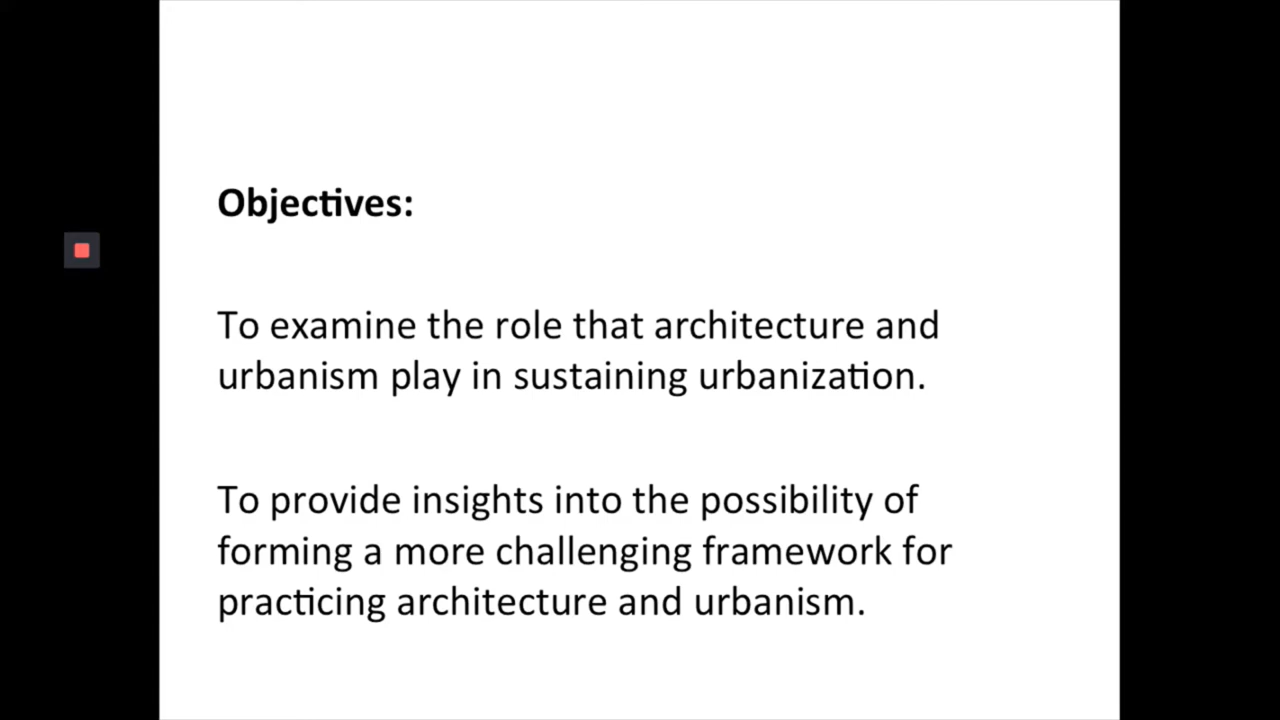 Objectives:
To examine the role that architecture and
urbanism play in sustaining urbanization.
To provide insights into the possibility of
forming a more challenging framework for
practicing architecture and urbanism.